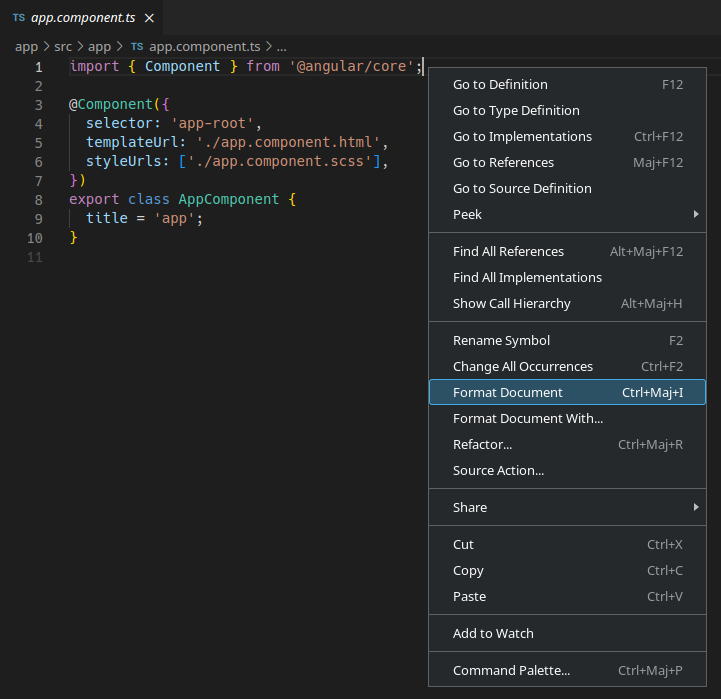 TS app.component.ts ×
app > src > app > TS app.component.ts > ...
1 import { Component } from '@angular/core';
2
3 @Component({
4 selector: 'app-root',
5 templateUrl: './app.component.html',
6 styleUrls: ['./app.component.scss'],
7 })
8 export class AppComponent {
9 title = 'app';
10 }
11
Go to Definition F12
Go to Type Definition
Go to Implementations Ctrl+F12
Go to References Maj+F12
Go to Source Definition
Peek
Find All References Alt+Maj+F12
Find All Implementations
Show Call Hierarchy Alt+Maj+H
Rename Symbol F2
Change All Occurrences Ctrl+F2
Format Document Ctrl+Maj+I
Format Document With...
Refactor... Ctrl+Maj+R
Source Action...
Share
Cut Ctrl+X
Copy Ctrl+C
Paste Ctrl+V
Add to Watch
Command Palette... Ctrl+Maj+P